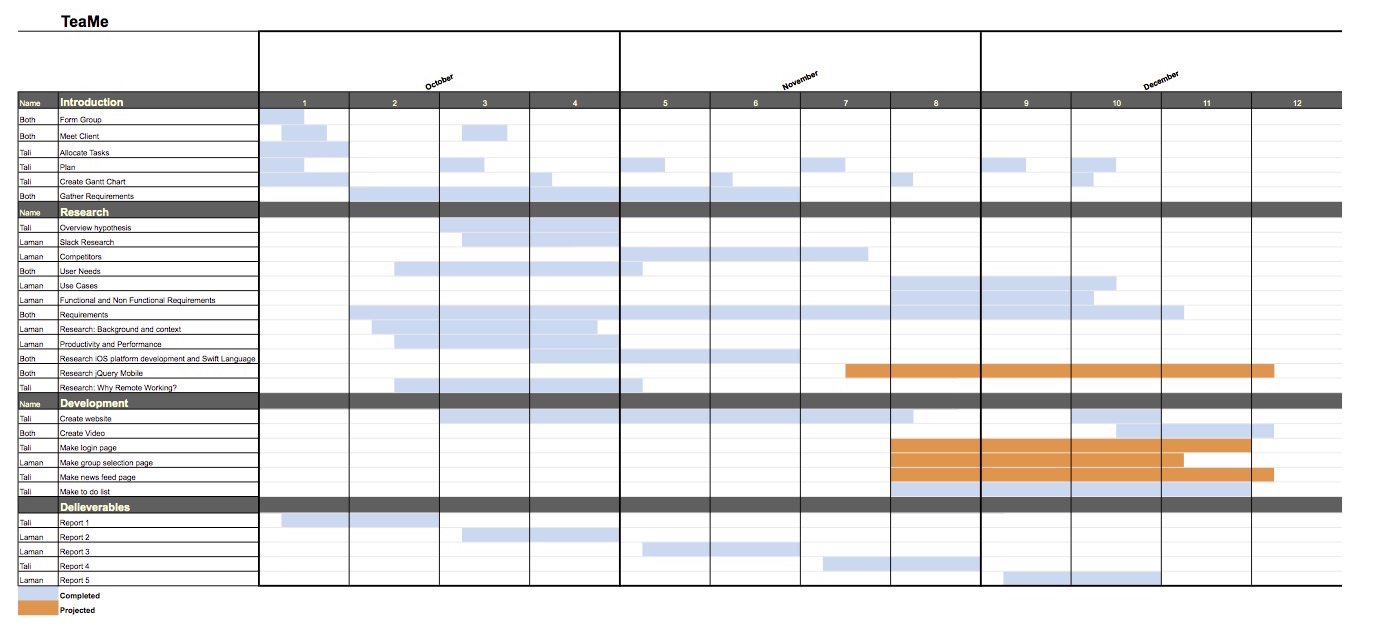 TeaMe
October November December
Name Introduction 1 2 3 4 5 6 7 8 9 10 11 12
Both Form Group
Both Meet Client
Tali Allocate Tasks
Tali Plan
Tali Create Gantt Chart
Both Gather Requirements
Name Research
Tali Overview hypothesis
Laman Slack Research
Laman Competitors
Both User Needs
Laman Use Cases
Laman Functional and Non Functional Requirements
Both Requirements
Laman Research: Background and context
Laman Productivity and Performance
Both Research iOS platform development and Swift Language
Both Research jQuery Mobile
Tali Research: Why Remote Working?
Name Development
Tali Create website
Both Create Video
Tali Make login page
Laman Make group selection page
Tali Make news feed page
Tali Make to do list
Delieverables
Tali Report 1
Laman Report 2
Laman Report 3
Tali Report 4
Laman Report 5
Completed
Projected